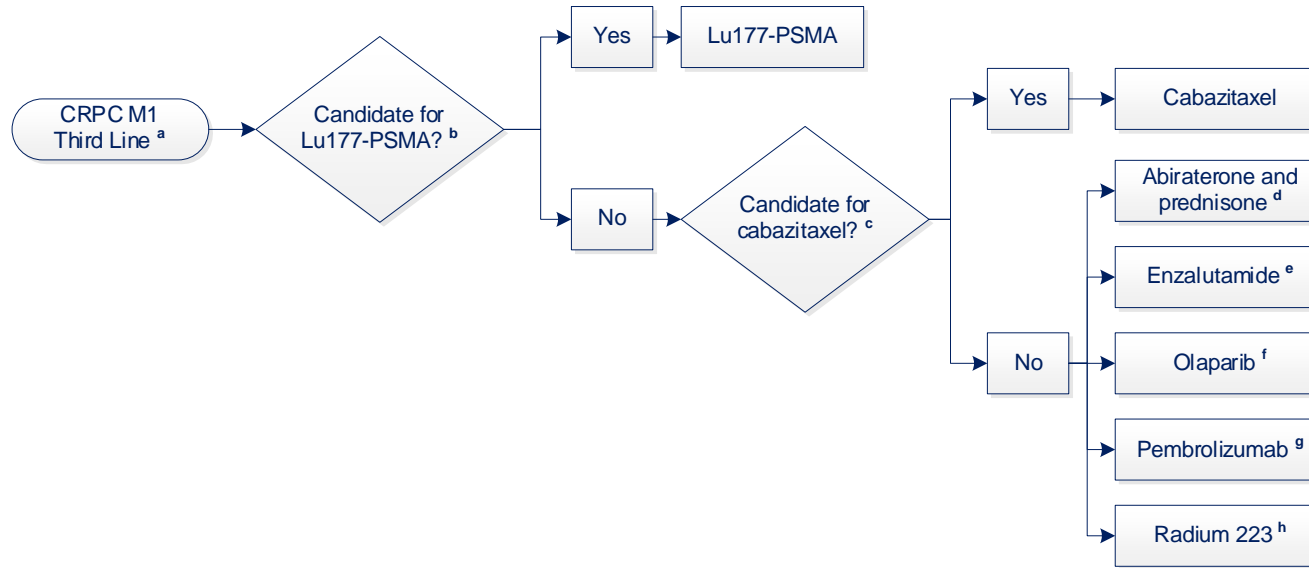 CRPC M1
Third Line a
Candidate for
Lu177-PSMA? b
Yes
Lu177-PSMA
No
Candidate for
cabazitaxel? c
Yes
Cabazitaxel
No
Abiraterone and
prednisone d
Enzalutamide e
Olaparib f
Pembrolizumab g
Radium 223 h